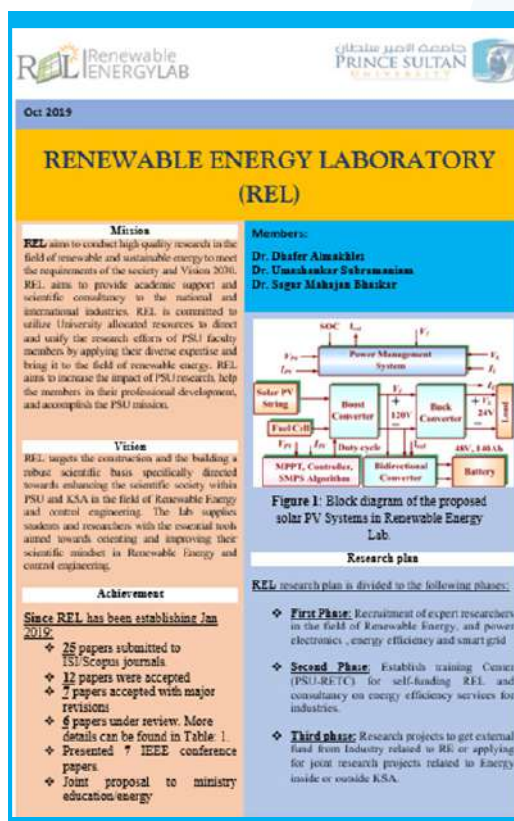 REL Renewable
ENERGYLAB
جامعة الأمير سلطان
PRINCE SULTAN
UNIVERSITY
Oct 2019
RENEWABLE ENERGY LABORATORY
(REL)
Mission
REL aims to conduct high quality research in the
field of renewable and sustainable energy to meet
the requirements of the society and Vision 2030.
REL aims to provide academic support and
scientific consultancy to the national and
international industries. REL is committed to
utilize University allocated resources to direct
and unify the research efforts of PSU faculty
members by applying their diverse expertise and
bring it to the field of renewable energy. REL
aims to increase the impact of PSU research, help
the members in their professional development,
and accomplish the PSU mission.
Vision
REL targets the construction and the building a
robust scientific basis specifically directed
towards enhancing the scientific society within
PSU and KSA in the field of Renewable Energy
and control engineering. The lab supplies
students and researchers with the essential tools
aimed towards orienting and improving their
scientific mindset in Renewable Energy and
control engineering.
Achievement
Since REL has been establishing Jan
2019:
❖ 25 papers submitted to
ISI/Scopus journals.
❖ 12 papers were accepted
❖ 7 papers accepted with major
revisions
❖ 6 papers under review. More
details can be found in Table: 1.
❖ Presented 7 IEEE conference
papers.
❖ Joint proposal to ministry
education/energy
Members:
Dr. Dhafer Almakhles
Dr. Umashankar Subramaniam
Dr. Sagar Mahajan Bhaskar
SOC
Power Management
System
Solar PV
String
Boost
Converter
120V
Buck
Converter
24V
Load
Fuel Cell
Duty cycle
48V, 140Ah
MPPT, Controller,
SMPS Algorithm
Bidirectional
Converter
Battery
Figure 1: Block diagram of the proposed
solar PV Systems in Renewable Energy
Lab.
Research plan
REL research plan is divided to the following phases:
❖ First Phase: Recruitment of expert researchers
in the field of Renewable Energy, and power
electronics , energy efficiency and smart grid
❖ Second Phase: Establish training Center
(PSU-RETC) for self-funding REL and
consultancy on energy efficiency services for
industries.
❖ Third phase: Research projects to get external
fund from Industry related to RE or applying
for joint research projects related to Energy
inside or outside KSA.